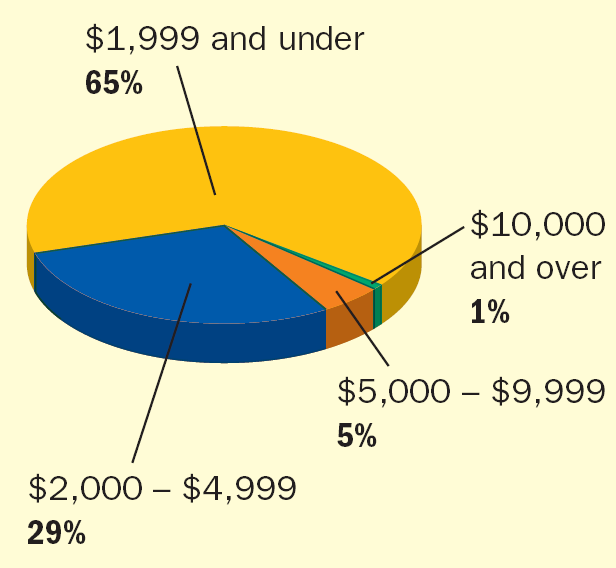 $1,999 and under
65%
$10,000
and over
1%
$5,000 – $9,999
5%
$2,000 – $4,999
29%